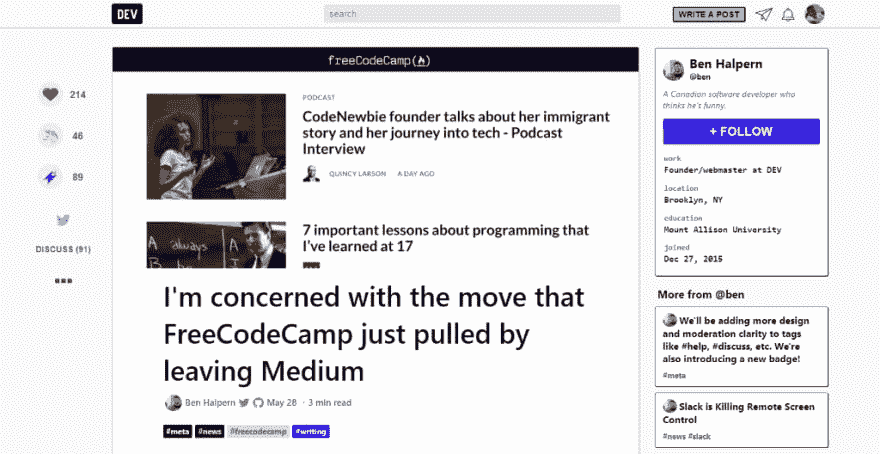 DEV
search
WRITE A POST
214
46
89
DISCUSS (91)
freeCodeCamp(🔥)
PODCAST
CodeNewbie founder talks about her immigrant
story and her journey into tech - Podcast
Interview
QUINCY LARSON A DAY AGO
A always A
7 important lessons about programming that
I've learned at 17
I'm concerned with the move that
FreeCodeCamp just pulled by
leaving Medium
Ben Halpern May 28 · 3 min read
#meta #news #freecodecamp #writing
Ben Halpern
@ben
A Canadian software developer who
thinks he's funny.
+ FOLLOW
work
Founder/webmaster at DEV
location
Brooklyn, NY
education
Mount Allison University
joined
Dec 27, 2015
More from @ben
We'll be adding more design
and moderation clarity to tags
like #help, #discuss, etc. We're
also introducing a new badge!
#meta
Slack is Killing Remote Screen
Control
#news #slack